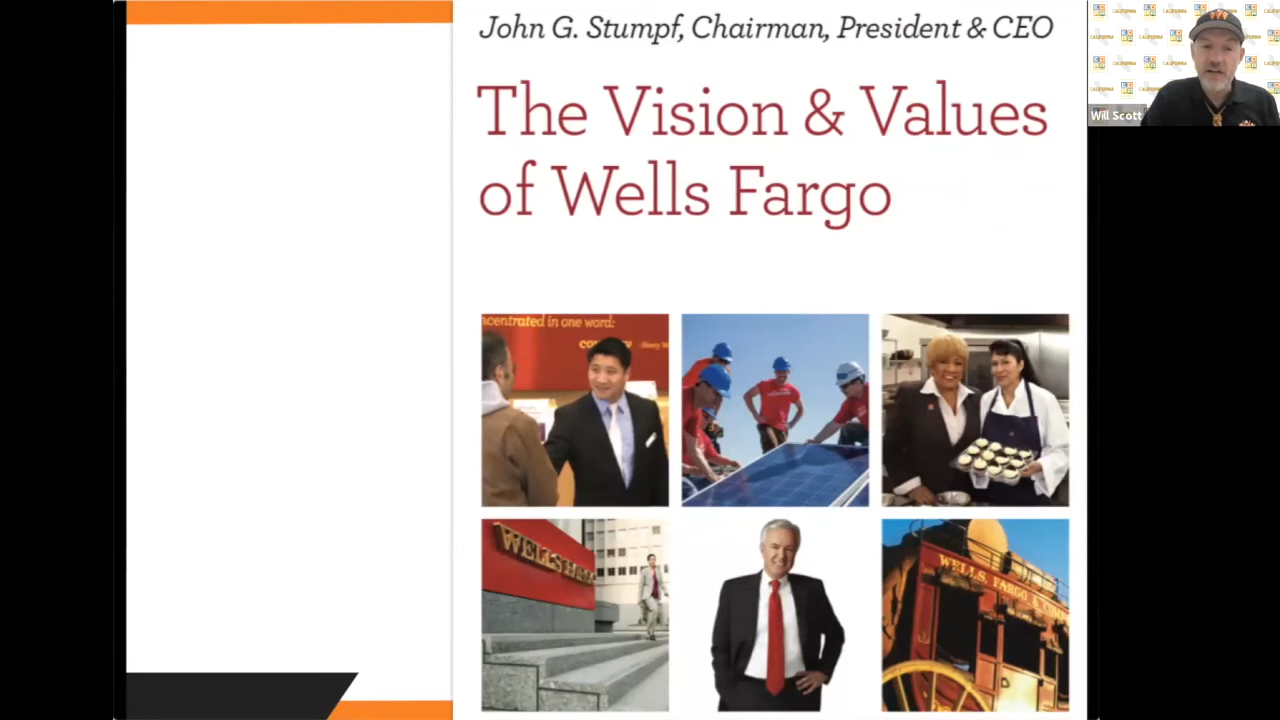 John G. Stumpf, Chairman, President & CEO
The Vision & Values
of Wells Fargo
ncentrated in one word:
WELLS FARGO
WELLS, FARGO &
CALIFORNIA
Will Scott